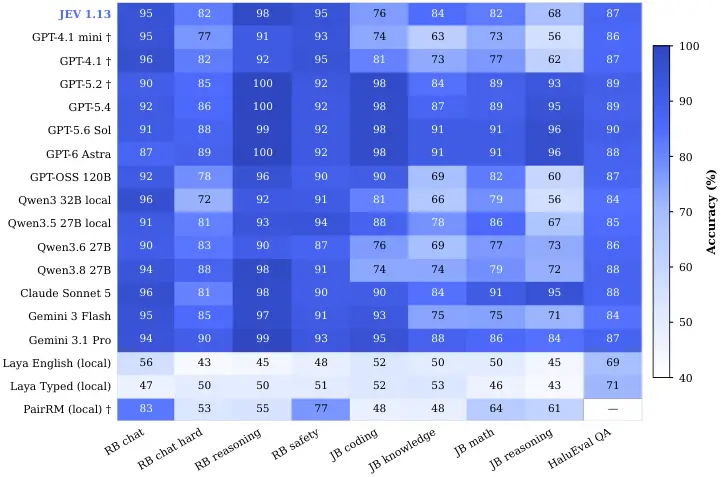 JEV 1.13 95 82 98 95 76 84 82 68 87
GPT-4.1 mini † 95 77 91 93 74 63 73 56 86
GPT-4.1 † 96 82 92 95 81 73 77 62 87
GPT-5.2 † 90 85 100 92 98 84 89 93 89
GPT-5.4 92 86 100 92 98 87 89 95 89
GPT-5.6 Sol 91 88 99 92 98 91 91 96 90
GPT-6 Astra 87 89 100 92 98 91 91 96 88
GPT-OSS 120B 92 78 96 90 90 69 82 60 87
Qwen3 32B local 96 72 92 91 81 66 79 56 84
Qwen3.5 27B local 91 81 93 94 88 78 86 67 85
Qwen3.6 27B 90 83 90 87 76 69 77 73 86
Qwen3.8 27B 94 88 98 91 74 74 79 72 88
Claude Sonnet 5 96 81 98 90 90 84 91 95 88
Gemini 3 Flash 95 85 97 91 93 75 75 71 84
Gemini 3.1 Pro 94 90 99 93 95 88 86 84 87
Laya English (local) 56 43 45 48 52 50 50 45 69
Laya Typed (local) 47 50 50 51 52 53 46 43 71
PairRM (local) † 83 53 55 77 48 48 64 61 —
RB chat
RB chat hard
RB reasoning
RB safety
JB coding
JB knowledge
JB math
JB reasoning
HaluEval QA
100
90
80
70
60
50
40
Accuracy (%)